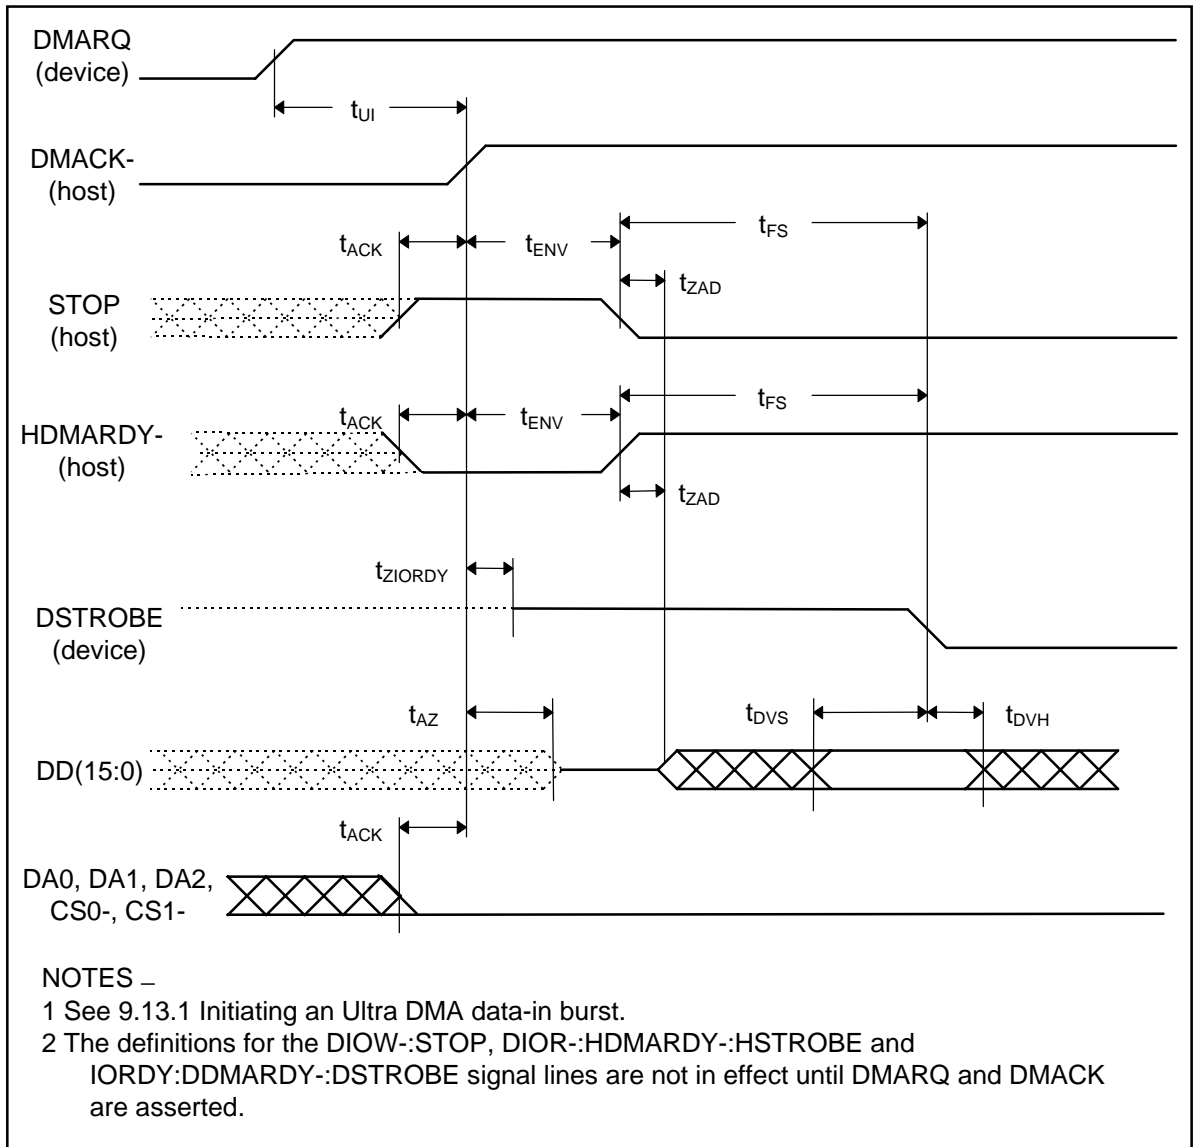 DMARQ
(device)
tUI
DMACK-
(host)
tACK
tENV
tFS
tZAD
STOP
(host)
tACK
tENV
tFS
HDMARDY-
(host)
tZAD
tZIORDY
DSTROBE
(device)
tAZ
tDVS
tDVH
DD(15:0)
tACK
DA0, DA1, DA2,
CS0-, CS1-
NOTES –
1 See 9.13.1 Initiating an Ultra DMA data-in burst.
2 The definitions for the DIOW-:STOP, DIOR-:HDMARDY-:HSTROBE and
IORDY:DDMARDY-:DSTROBE signal lines are not in effect until DMARQ and DMACK
are asserted.